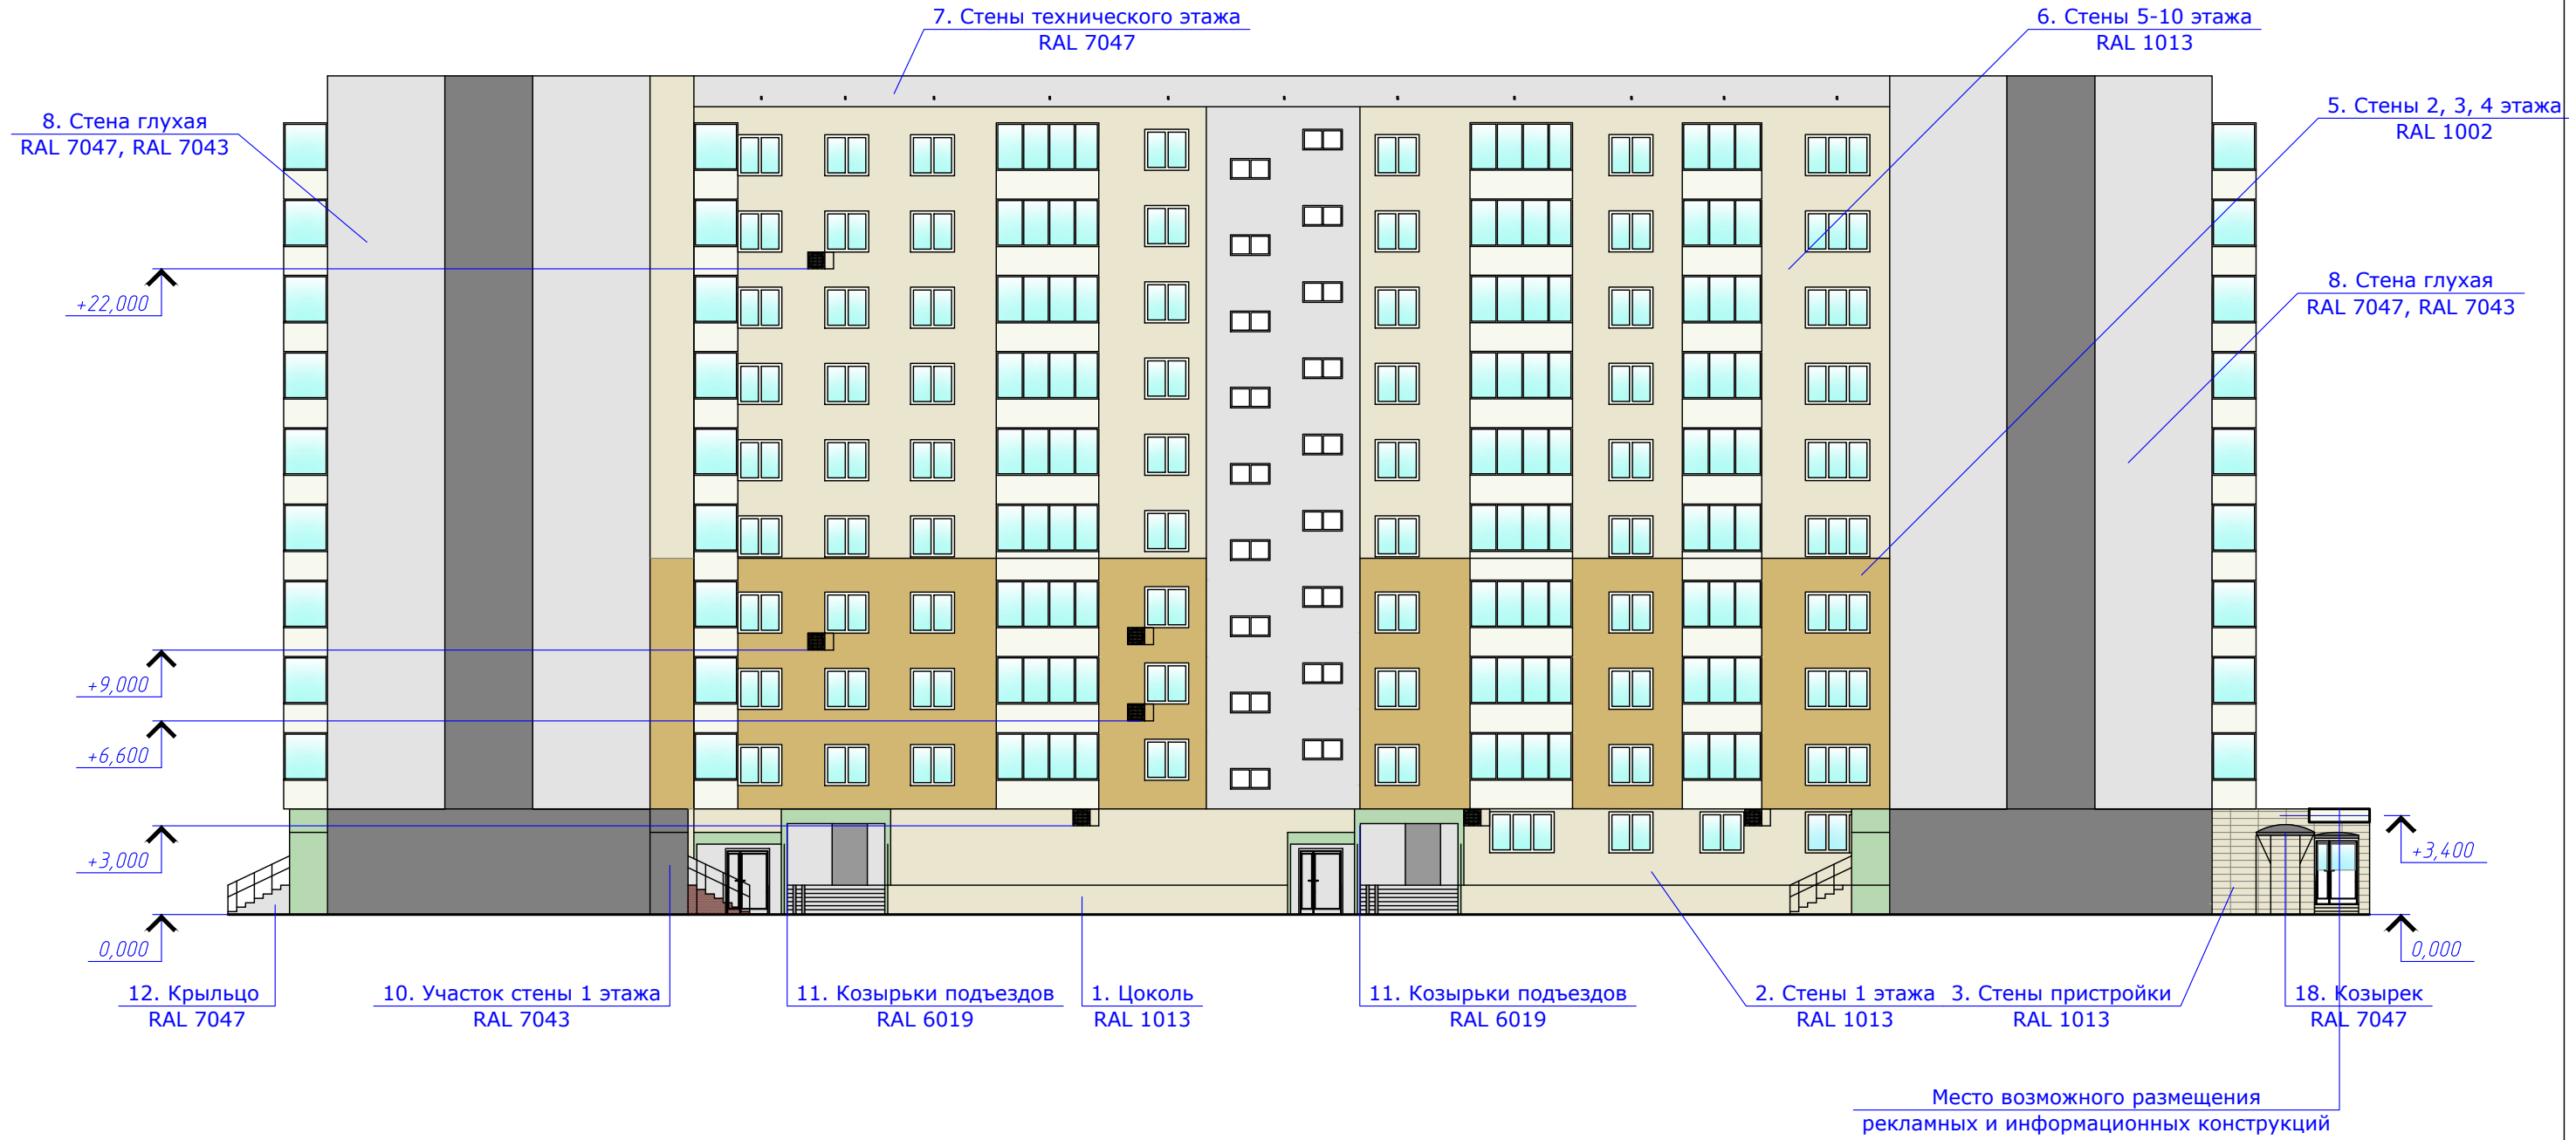 7. Стены технического этажа
RAL 7047
6. Стены 5-10 этажа
RAL 1013
5. Стены 2, 3, 4 этажа
RAL 1002
8. Стена глухая
RAL 7047, RAL 7043
8. Стена глухая
RAL 7047, RAL 7043
+22,000
+9,000
+6,600
+3,000
+3,400
0,000
0,000
12. Крыльцо
RAL 7047
10. Участок стены 1 этажа
RAL 7043
11. Козырьки подъездов
RAL 6019
1. Цоколь
RAL 1013
11. Козырьки подъездов
RAL 6019
2. Стены 1 этажа
RAL 1013
3. Стены пристройки
RAL 1013
18. Козырек
RAL 7047
Место возможного размещения
рекламных и информационных конструкций